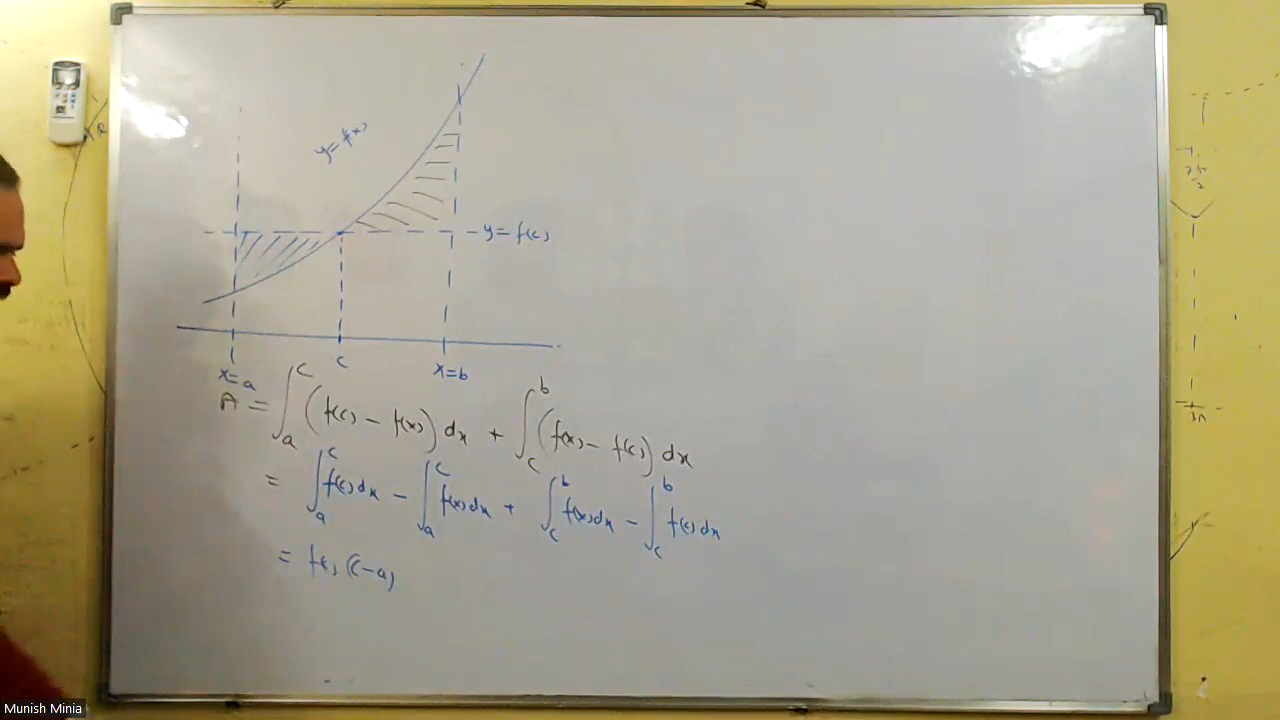 y=f(x)
y=f(c)
x=a
c
x=b
A = ∫_a^c (f(c) - f(x)) dx + ∫_c^b (f(x) - f(c)) dx
= ∫_a^c f(c) dx - ∫_a^c f(x) dx + ∫_c^b f(x) dx - ∫_c^b f(c) dx
= f(c) (c-a)
Munish Minia